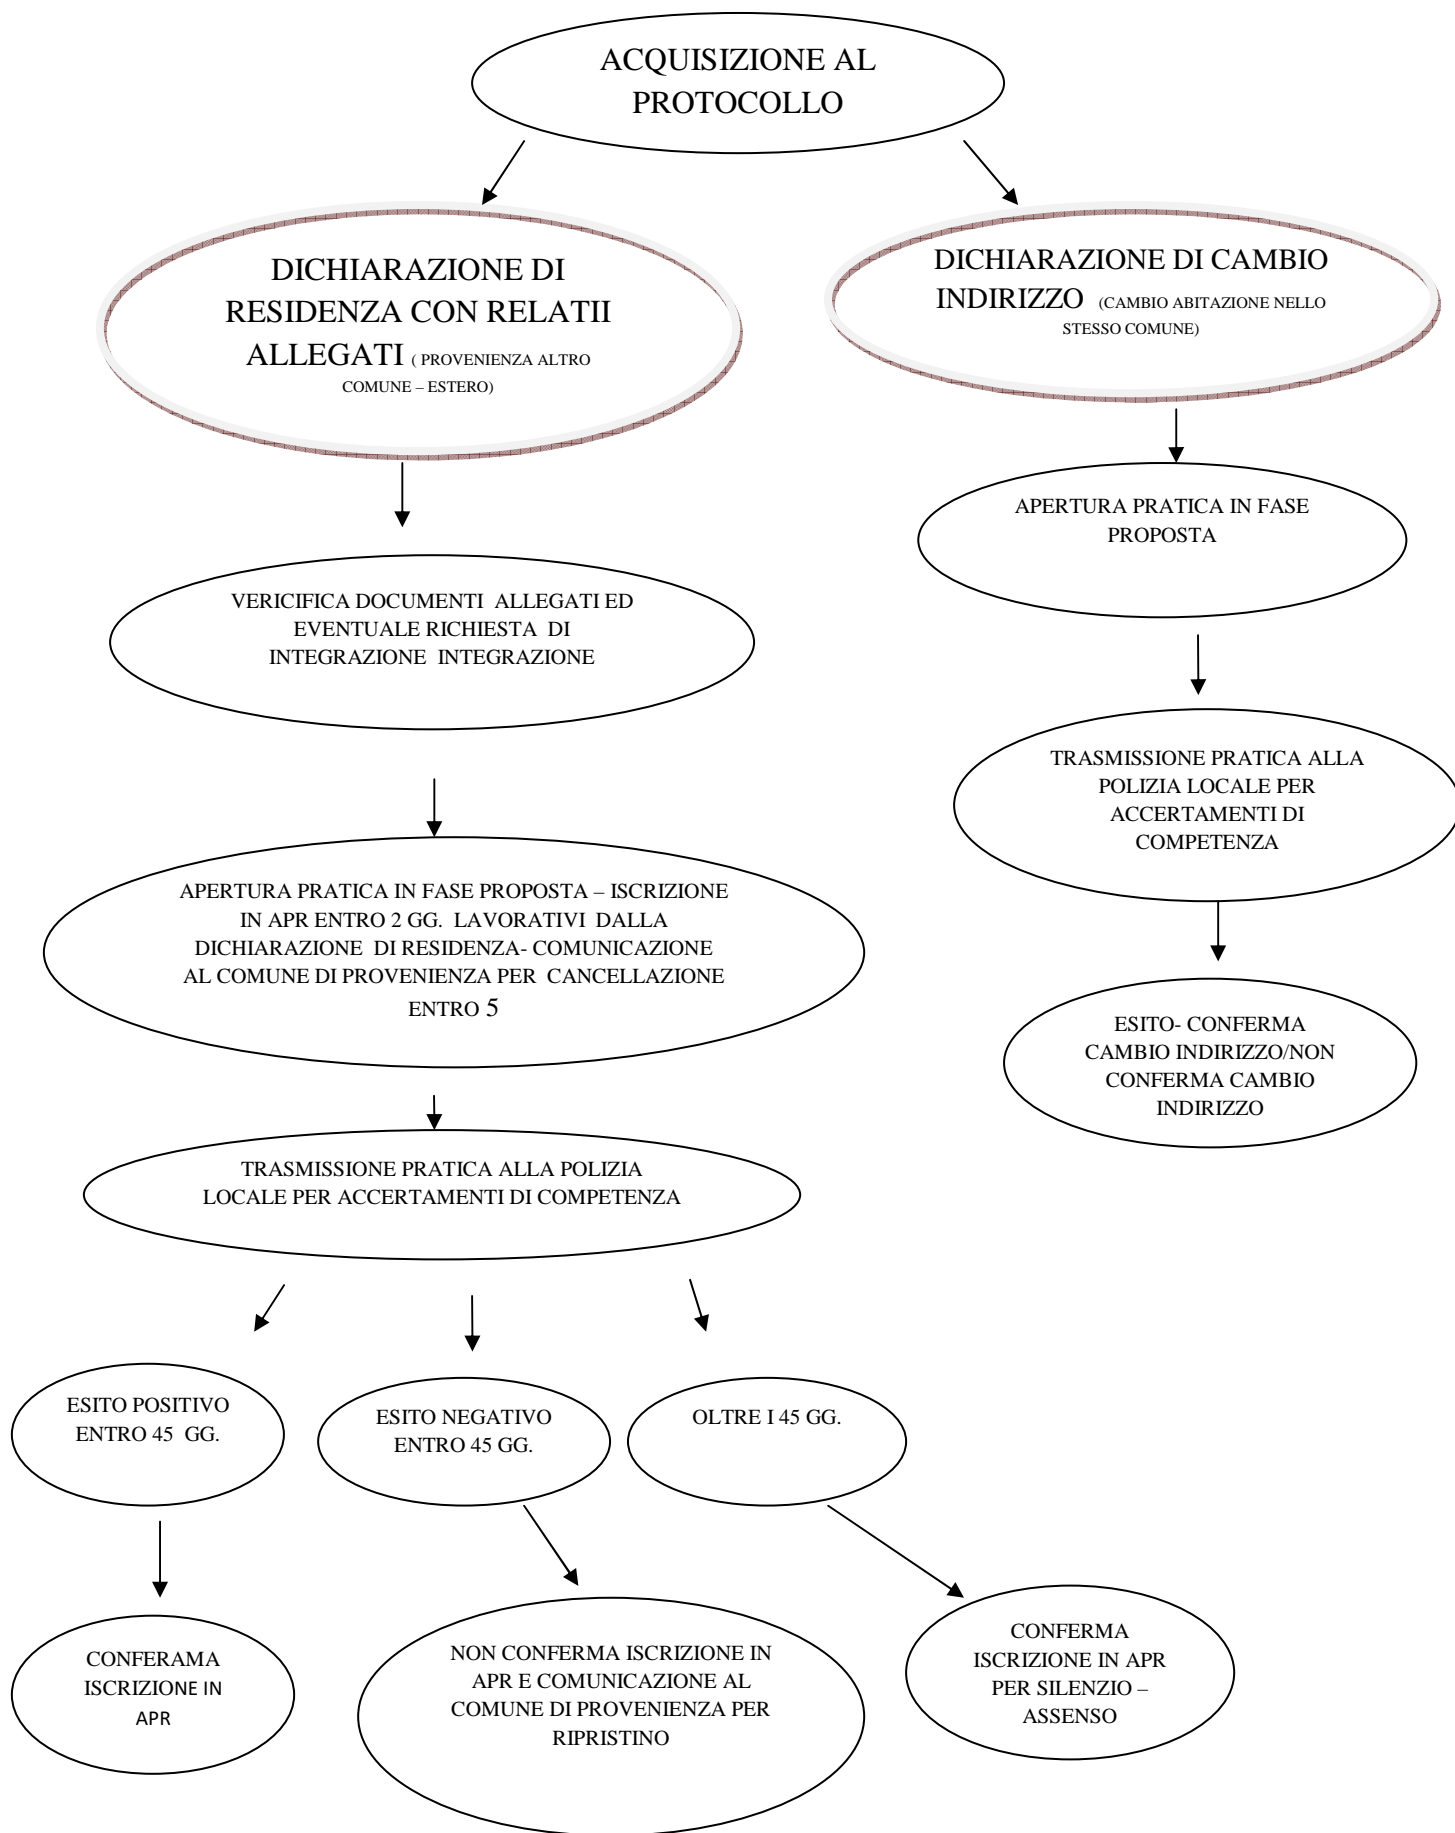 ACQUISIZIONE AL
PROTOCOLLO
DICHIARAZIONE DI
RESIDENZA CON RELATII
ALLEGATI ( PROVENIENZA ALTRO
COMUNE – ESTERO)
DICHIARAZIONE DI CAMBIO
INDIRIZZO (CAMBIO ABITAZIONE NELLO
STESSO COMUNE)
APERTURA PRATICA IN FASE
PROPOSTA
VERICIFICA DOCUMENTI ALLEGATI ED
EVENTUALE RICHIESTA DI
INTEGRAZIONE INTEGRAZIONE
TRASMISSIONE PRATICA ALLA
POLIZIA LOCALE PER
ACCERTAMENTI DI
COMPETENZA
APERTURA PRATICA IN FASE PROPOSTA – ISCRIZIONE
IN APR ENTRO 2 GG. LAVORATIVI DALLA
DICHIARAZIONE DI RESIDENZA- COMUNICAZIONE
AL COMUNE DI PROVENIENZA PER CANCELLAZIONE
ENTRO 5
ESITO- CONFERMA
CAMBIO INDIRIZZO/NON
CONFERMA CAMBIO
INDIRIZZO
TRASMISSIONE PRATICA ALLA POLIZIA
LOCALE PER ACCERTAMENTI DI COMPETENZA
ESITO POSITIVO
ENTRO 45 GG.
ESITO NEGATIVO
ENTRO 45 GG.
OLTRE I 45 GG.
CONFERAMA
ISCRIZIONE IN
APR
NON CONFERMA ISCRIZIONE IN
APR E COMUNICAZIONE AL
COMUNE DI PROVENIENZA PER
RIPRISTINO
CONFERMA
ISCRIZIONE IN APR
PER SILENZIO –
ASSENSO